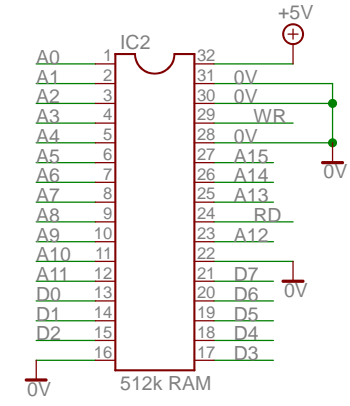 +5V
IC2
A0 1 32
A1 2 31 0V
A2 3 30 0V
A3 4 29 WR
A4 5 28 0V
A5 6 27 A15
0V
A6 7 26 A14
A7 8 25 A13
A8 9 24 RD
A9 10 23 A12
A10 11 22
A11 12 21 D7
D0 13 20 D6
0V
D1 14 19 D5
D2 15 18 D4
16 17 D3
0V
512k RAM